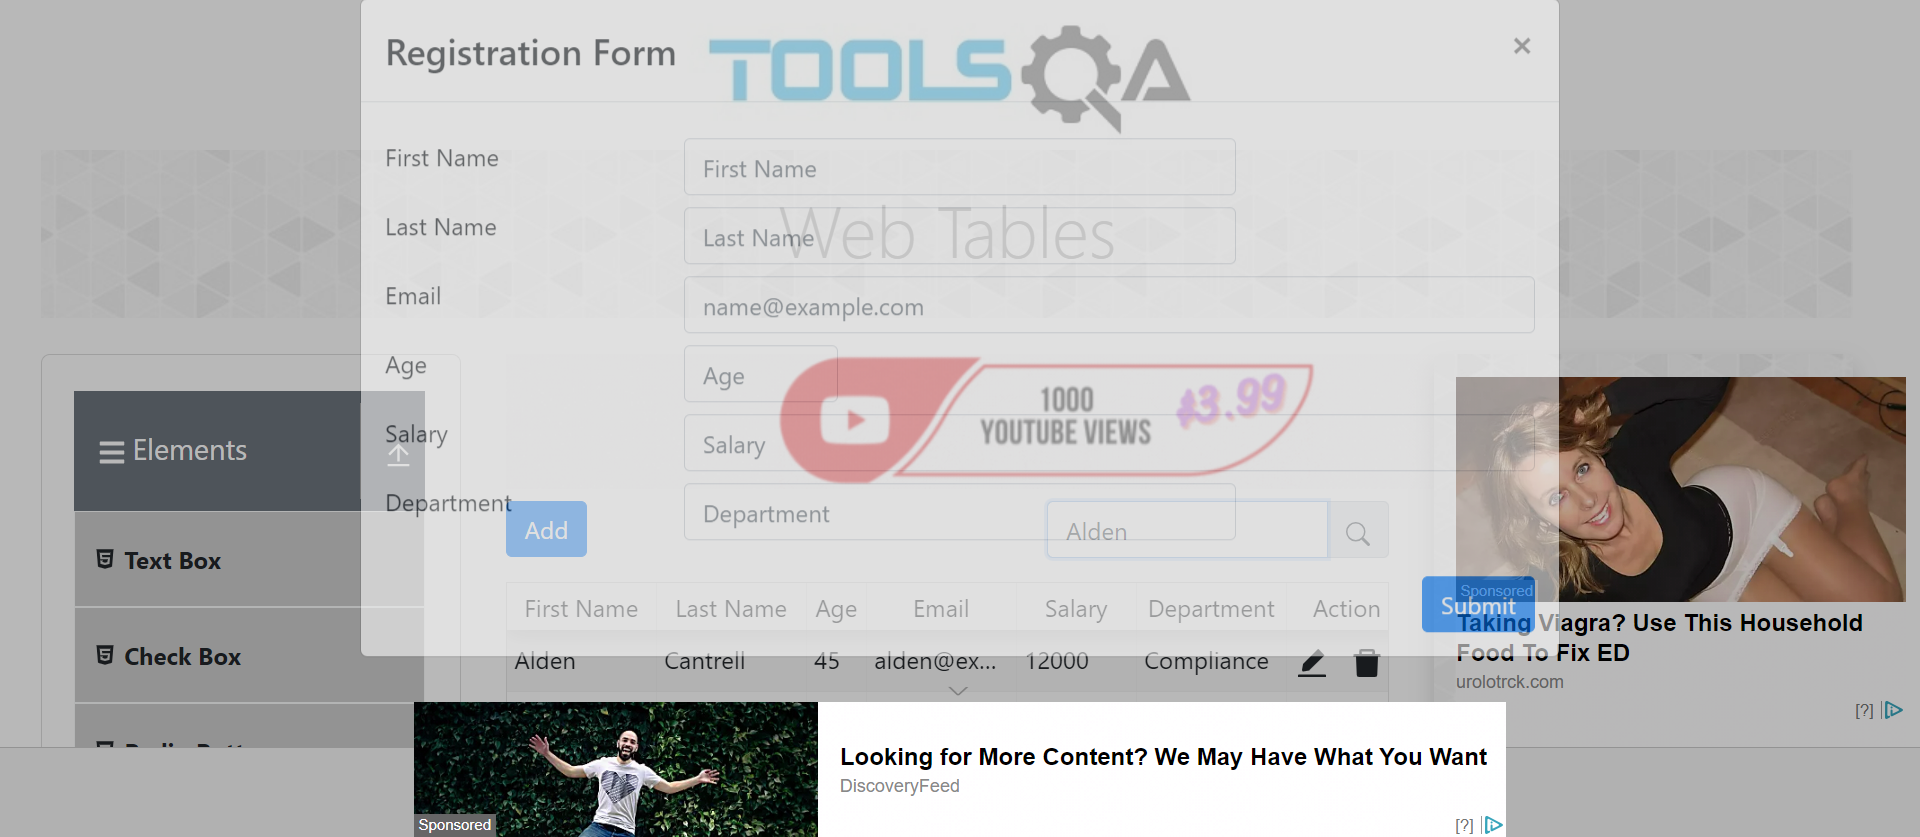 Registration Form
TOOLSQA
×
First Name
First Name
Last Name
Last Name
Web Tables
Email
name@example.com
Age
Age
1000
YOUTUBE VIEWS
$3.99
Elements
Salary
Salary
Department
Department
Add
Alden
Text Box
First Name Last Name Age Email Salary Department Action
Submit
Check Box
Alden Cantrell 45 alden@ex... 12000 Compliance
Sponsored
Taking Viagra? Use This Household
Food To Fix ED
urolotrck.com
[?]
Looking for More Content? We May Have What You Want
DiscoveryFeed
Sponsored
[?]